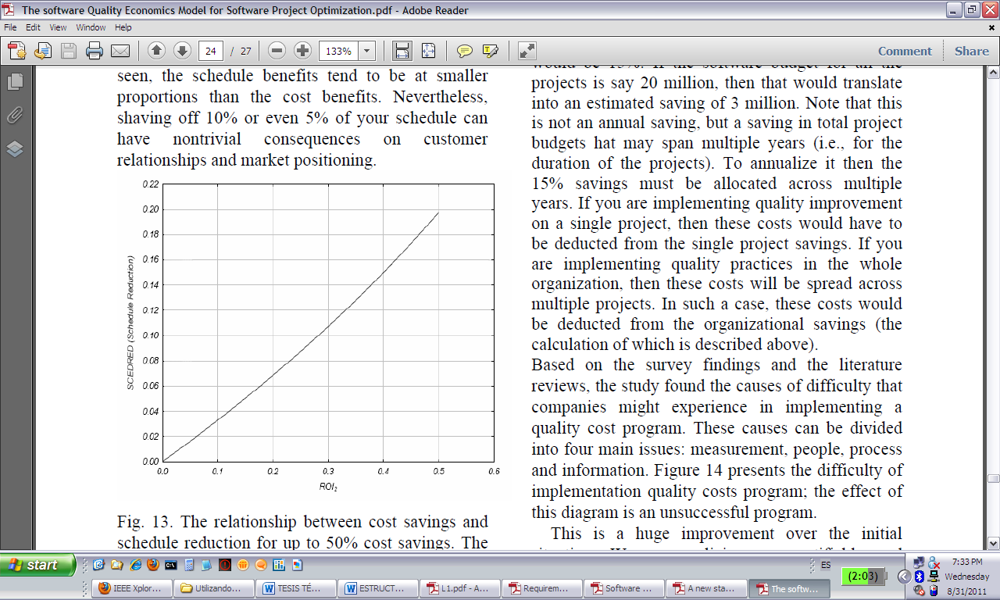 The software Quality Economics Model for Software Project Optimization.pdf - Adobe Reader
File Edit View Window Help
24 / 27 133% Comment Share
seen, the schedule benefits tend to be at smaller
proportions than the cost benefits. Nevertheless,
shaving off 10% or even 5% of your schedule can
have nontrivial consequences on customer
relationships and market positioning.
0.22
0.20
0.18
0.16
0.14
0.12
0.10
0.08
0.06
0.04
0.02
0.00
SCEDRED (Schedule Reduction)
0.0 0.1 0.2 0.3 0.4 0.5 0.6
ROI2
Fig. 13. The relationship between cost savings and
schedule reduction for up to 50% cost savings. The
would be 15%. If the software budget for all the
projects is say 20 million, then that would translate
into an estimated saving of 3 million. Note that this
is not an annual saving, but a saving in total project
budgets hat may span multiple years (i.e., for the
duration of the projects). To annualize it then the
15% savings must be allocated across multiple
years. If you are implementing quality improvement
on a single project, then these costs would have to
be deducted from the single project savings. If you
are implementing quality practices in the whole
organization, then these costs will be spread across
multiple projects. In such a case, these costs would
be deducted from the organizational savings (the
calculation of which is described above).
Based on the survey findings and the literature
reviews, the study found the causes of difficulty that
companies might experience in implementing a
quality cost program. These causes can be divided
into four main issues: measurement, people, process
and information. Figure 14 presents the difficulty of
implementation quality costs program; the effect of
this diagram is an unsuccessful program.
This is a huge improvement over the initial
start
ES
(2:03)
7:33 PM
Wednesday
8/31/2011
IEEE Xplor... Utilizando... TESIS TÉ... ESTRUCT... L1.pdf - A... Requirem... Software ... A new sta... The softw...